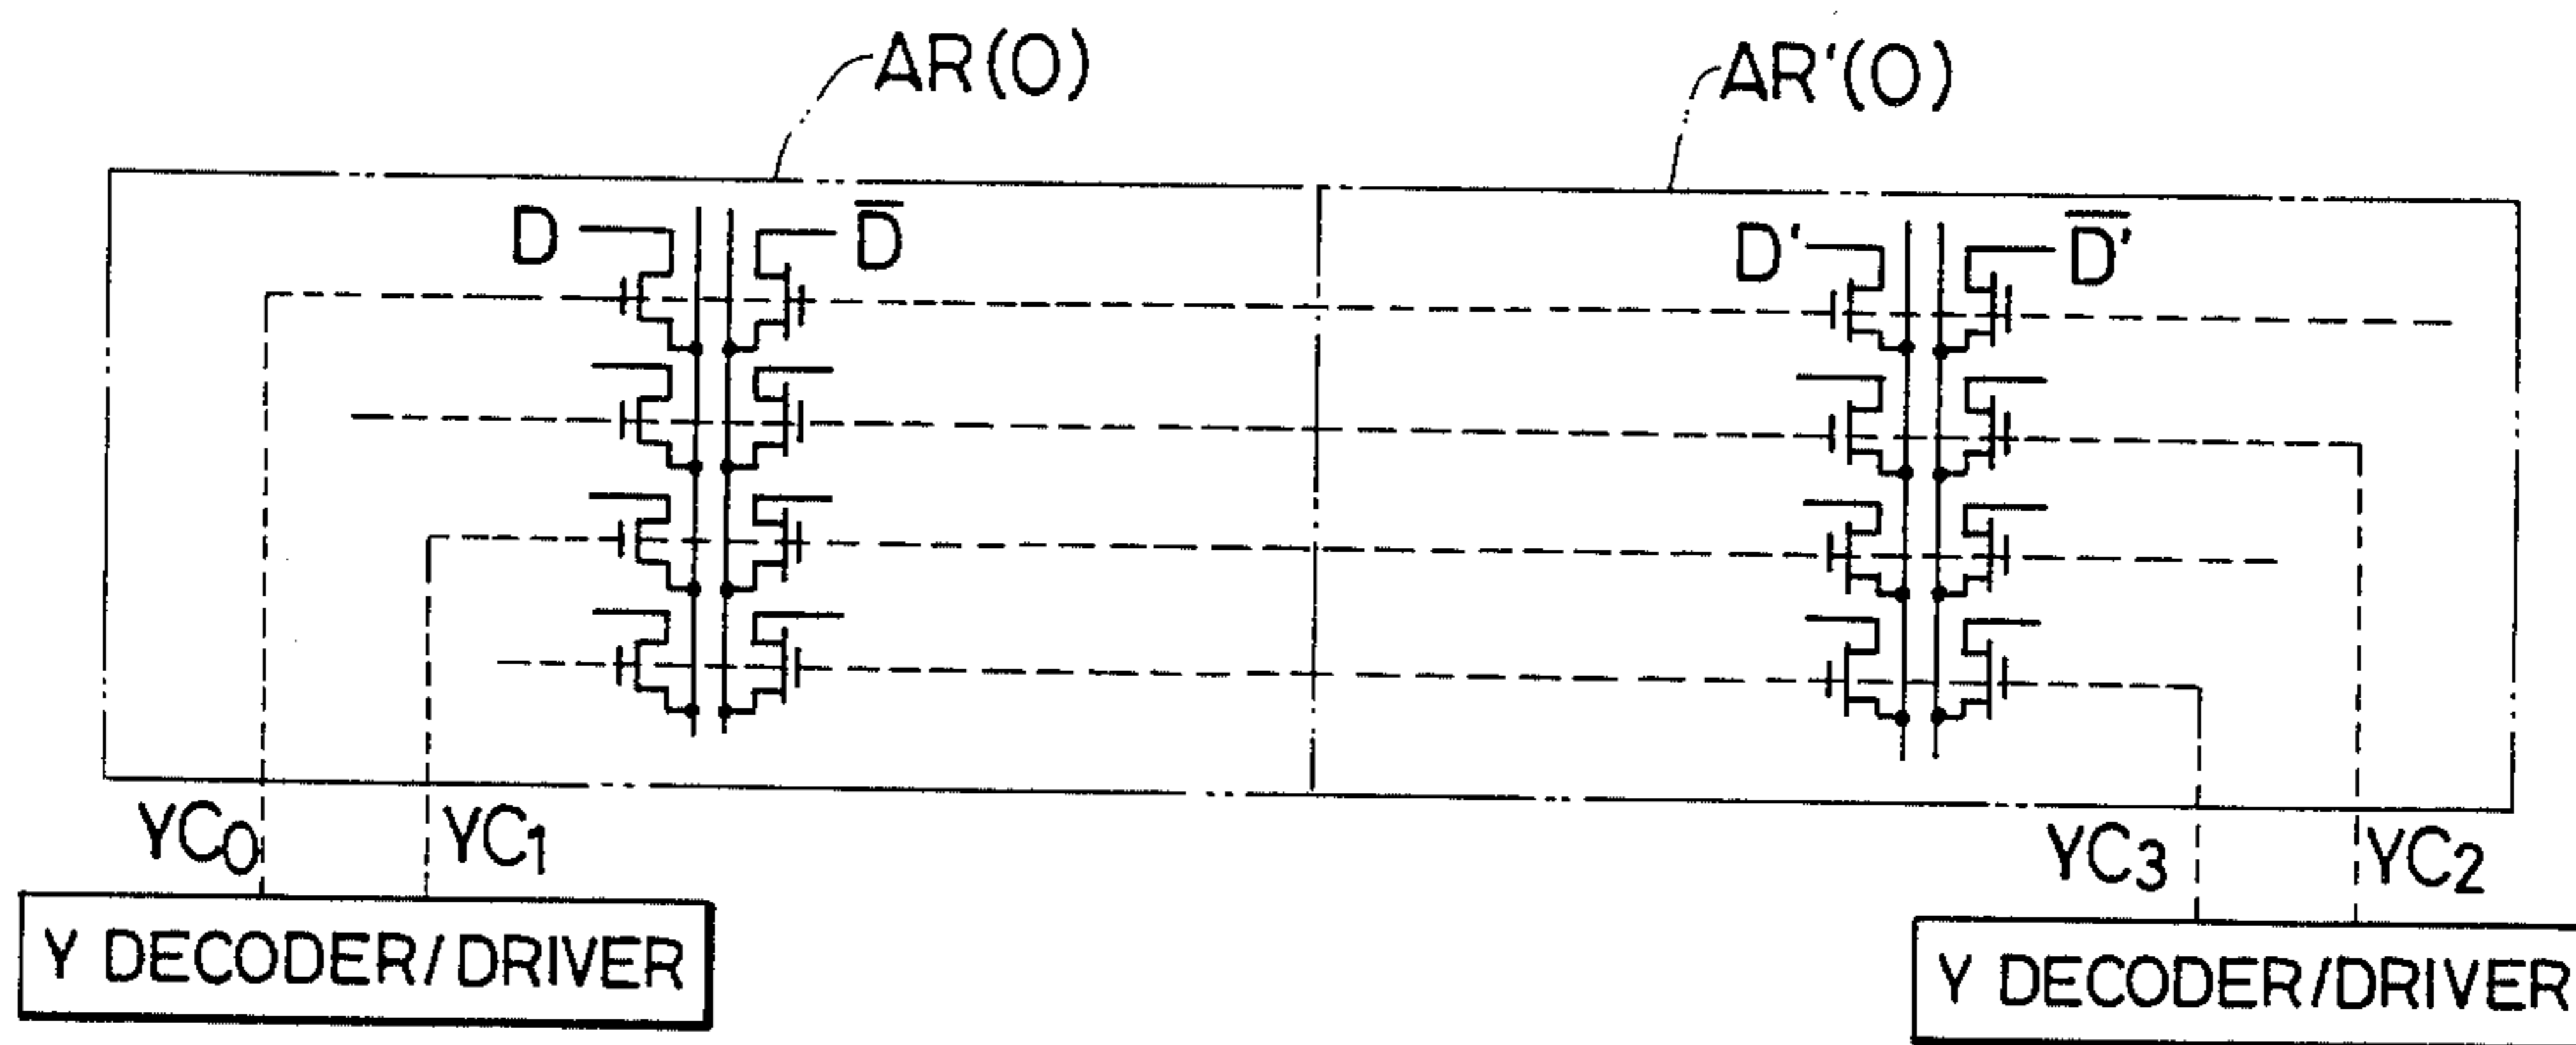 AR(0) AR'(0)
D D̅ D' D̅'̅
YC₀ YC₁ YC₃ YC₂
Y DECODER/DRIVER Y DECODER/DRIVER